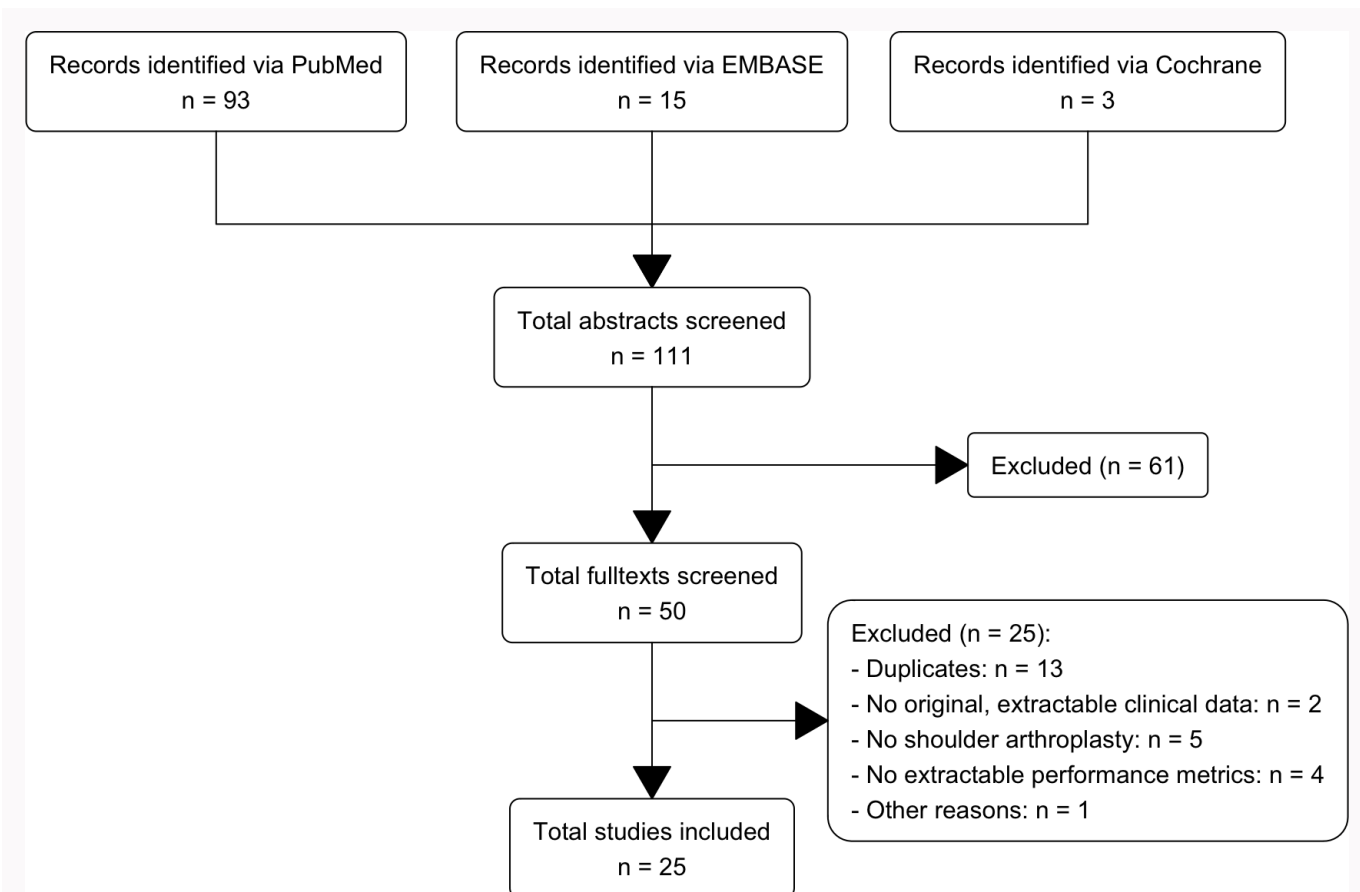 Records identified via PubMed
n = 93
Records identified via EMBASE
n = 15
Records identified via Cochrane
n = 3
Total abstracts screened
n = 111
Excluded (n = 61)
Total fulltexts screened
n = 50
Excluded (n = 25):
- Duplicates: n = 13
- No original, extractable clinical data: n = 2
- No shoulder arthroplasty: n = 5
- No extractable performance metrics: n = 4
- Other reasons: n = 1
Total studies included
n = 25